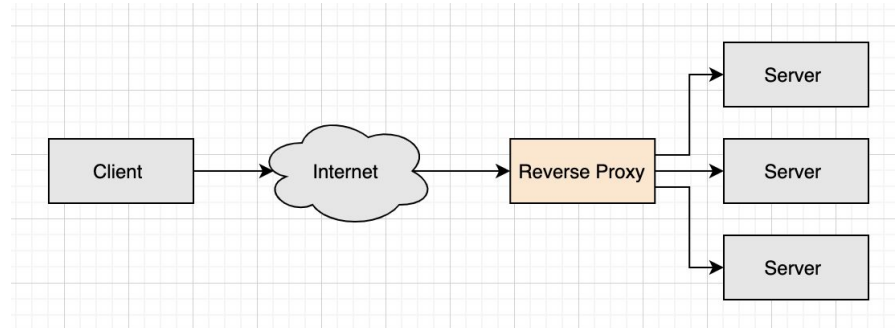 Client
Internet
Reverse Proxy
Server
Server
Server